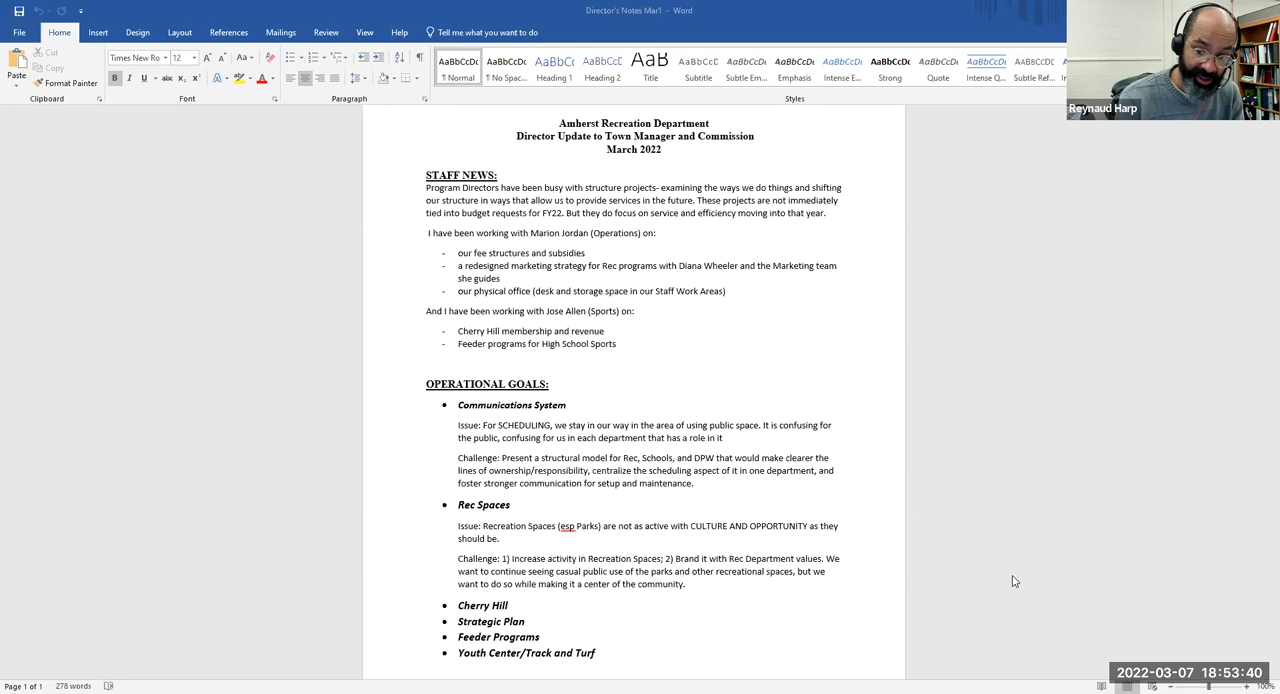 Director's Notes Mar1 - Word
File Home Insert Design Layout References Mailings Review View Help Tell me what you want to do
Cut
Copy
Paste
Format Painter
Times New Ro 12
AaBbCcDc AaBbCcDc AaBbCc AaBbCcD AaB AaBbCcD AaBbCcDc AaBbCcDc AaBbCcDc AaBbCcDc AaBbCcDc AaBbCcDc AaBbCcDc
¶ Normal ¶ No Spac... Heading 1 Heading 2 Title Subtitle Subtle Em... Emphasis Intense E... Strong Quote Intense Q... Subtle Ref...
Clipboard Font Paragraph Styles
Reynaud Harp
Amherst Recreation Department
Director Update to Town Manager and Commission
March 2022
STAFF NEWS:
Program Directors have been busy with structure projects- examining the ways we do things and shifting
our structure in ways that allow us to provide services in the future. These projects are not immediately
tied into budget requests for FY22. But they do focus on service and efficiency moving into that year.
I have been working with Marion Jordan (Operations) on:
- our fee structures and subsidies
- a redesigned marketing strategy for Rec programs with Diana Wheeler and the Marketing team
she guides
- our physical office (desk and storage space in our Staff Work Areas)
And I have been working with Jose Allen (Sports) on:
- Cherry Hill membership and revenue
- Feeder programs for High School Sports
OPERATIONAL GOALS:
• Communications System
Issue: For SCHEDULING, we stay in our way in the area of using public space. It is confusing for
the public, confusing for us in each department that has a role in it
Challenge: Present a structural model for Rec, Schools, and DPW that would make clearer the
lines of ownership/responsibility, centralize the scheduling aspect of it in one department, and
foster stronger communication for setup and maintenance.
• Rec Spaces
Issue: Recreation Spaces (esp Parks) are not as active with CULTURE AND OPPORTUNITY as they
should be.
Challenge: 1) Increase activity in Recreation Spaces; 2) Brand it with Rec Department values. We
want to continue seeing casual public use of the parks and other recreational spaces, but we
want to do so while making it a center of the community.
• Cherry Hill
• Strategic Plan
• Feeder Programs
• Youth Center/Track and Turf
2022-03-07 18:53:40
Page 1 of 1 278 words 100%